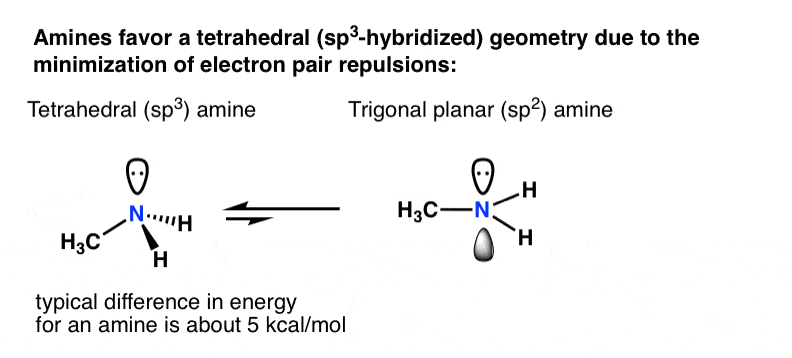 Amines favor a tetrahedral (sp³-hybridized) geometry due to the
minimization of electron pair repulsions:
Tetrahedral (sp³) amine
Trigonal planar (sp²) amine
N
H
H₃C
H
H
H₃C
N
H
typical difference in energy
for an amine is about 5 kcal/mol